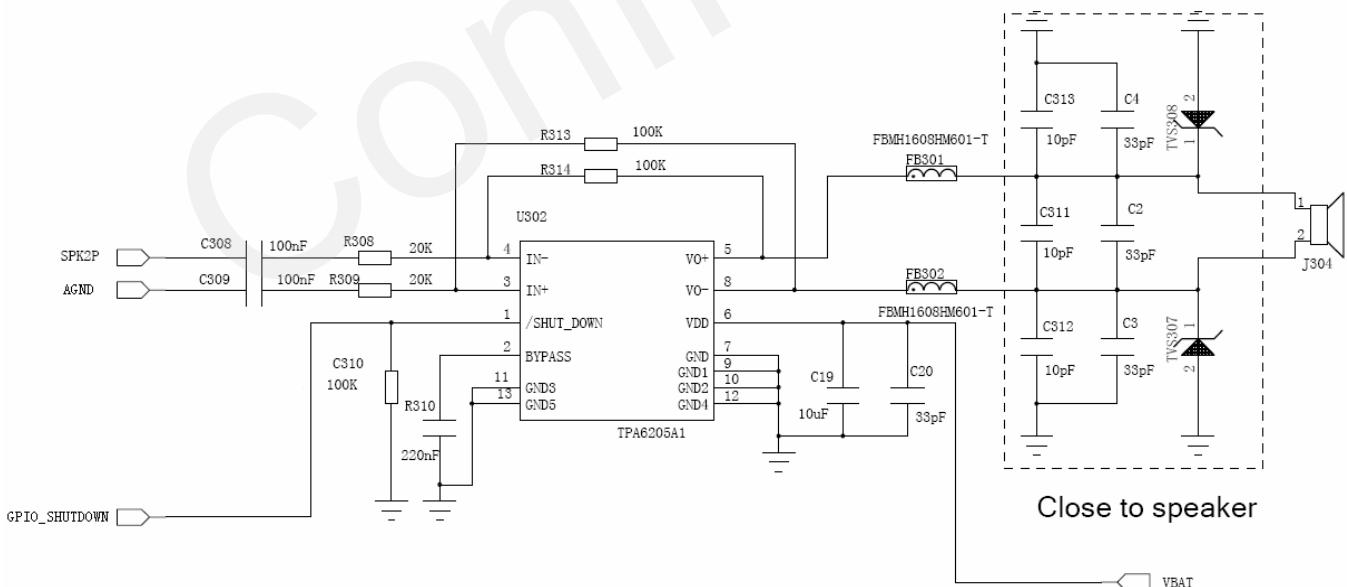 Conf
R313
100K
R314
100K
U302
SPK2P
C308
100nF
R308
20K
4
IN-
AGND
C309
100nF
R309
20K
3
IN+
1
/SHUT_DOWN
2
BYPASS
11
GND3
13
GND5
VO+
5
VO-
8
VDD
6
GND
7
GND1
9
GND2
10
GND4
12
TPA6205A1
C310
100K
R310
220nF
GPIO_SHUTDOWN
C19
10uF
C20
33pF
FBMH1608HM601-T
FB301
FB302
FBMH1608HM601-T
C313
10pF
C4
33pF
TVS308
2
1
C311
10pF
C2
33pF
C312
10pF
C3
33pF
TVS307
1
2
1
2
J304
Close to speaker
VBAT